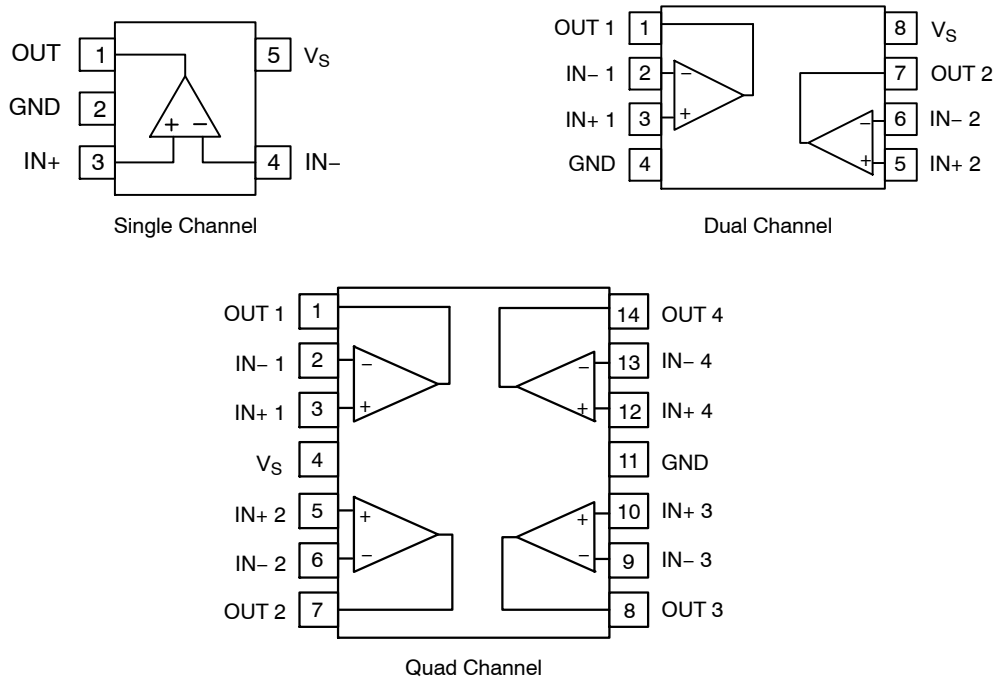 OUT 1 5 V_S
GND 2
IN+ 3 + − 4 IN−
Single Channel
OUT 1 1 8 V_S
IN− 1 2 − 7 OUT 2
IN+ 1 3 + − 6 IN− 2
GND 4 + 5 IN+ 2
Dual Channel
OUT 1 1 14 OUT 4
IN− 1 2 − − 13 IN− 4
IN+ 1 3 + + 12 IN+ 4
V_S 4 11 GND
IN+ 2 5 + + 10 IN+ 3
IN− 2 6 − − 9 IN− 3
OUT 2 7 8 OUT 3
Quad Channel